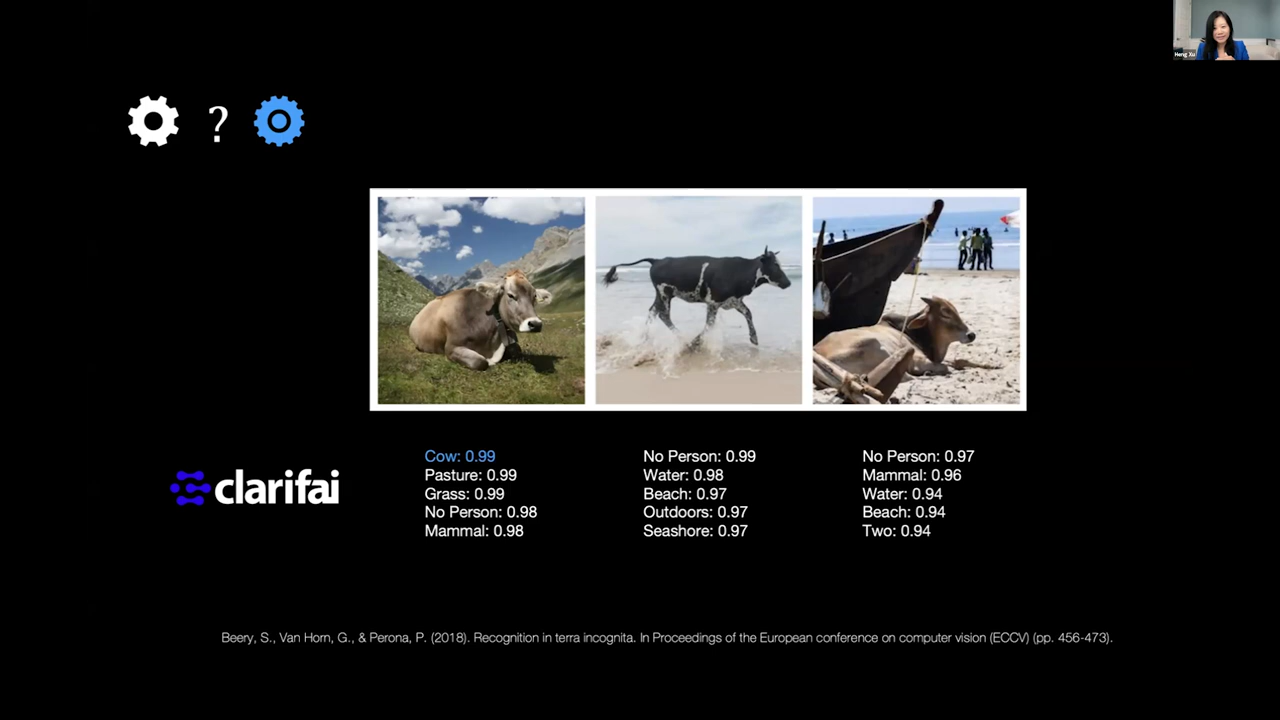 Heng Xu
?
Cow: 0.99
Pasture: 0.99
Grass: 0.99
No Person: 0.98
Mammal: 0.98
No Person: 0.99
Water: 0.98
Beach: 0.97
Outdoors: 0.97
Seashore: 0.97
No Person: 0.97
Mammal: 0.96
Water: 0.94
Beach: 0.94
Two: 0.94
clarifai
Beery, S., Van Horn, G., & Perona, P. (2018). Recognition in terra incognita. In Proceedings of the European conference on computer vision (ECCV) (pp. 456-473).